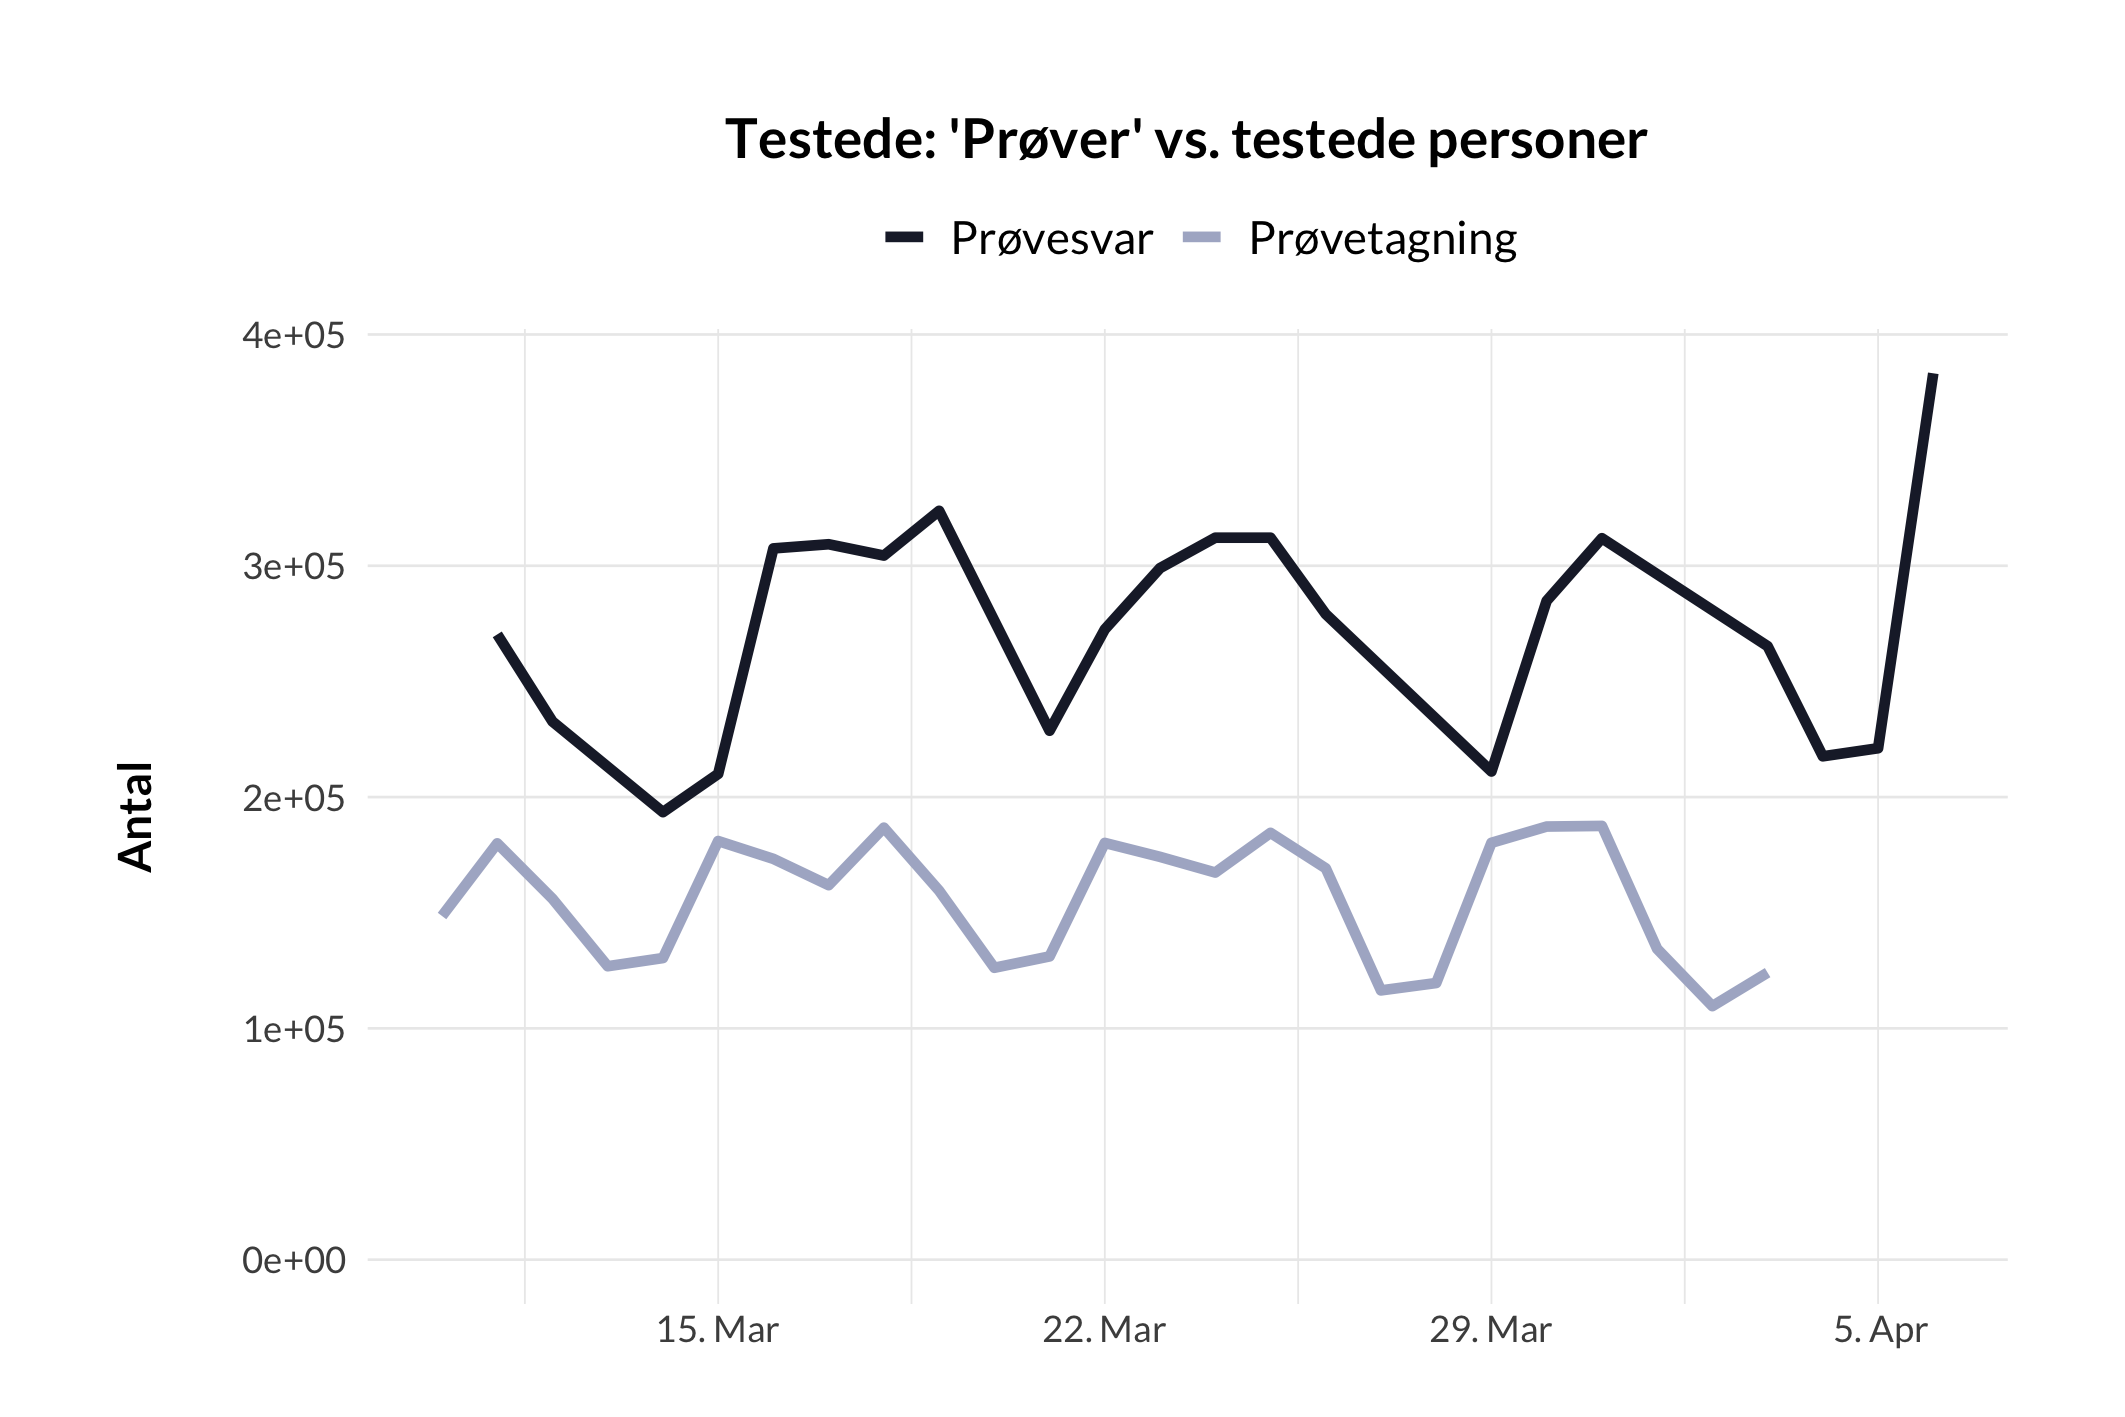 Testede: 'Prøver' vs. testede personer
Prøvesvar Prøvetagning
4e+05
3e+05
2e+05
1e+05
0e+00
Antal
15. Mar 22. Mar 29. Mar 5. Apr